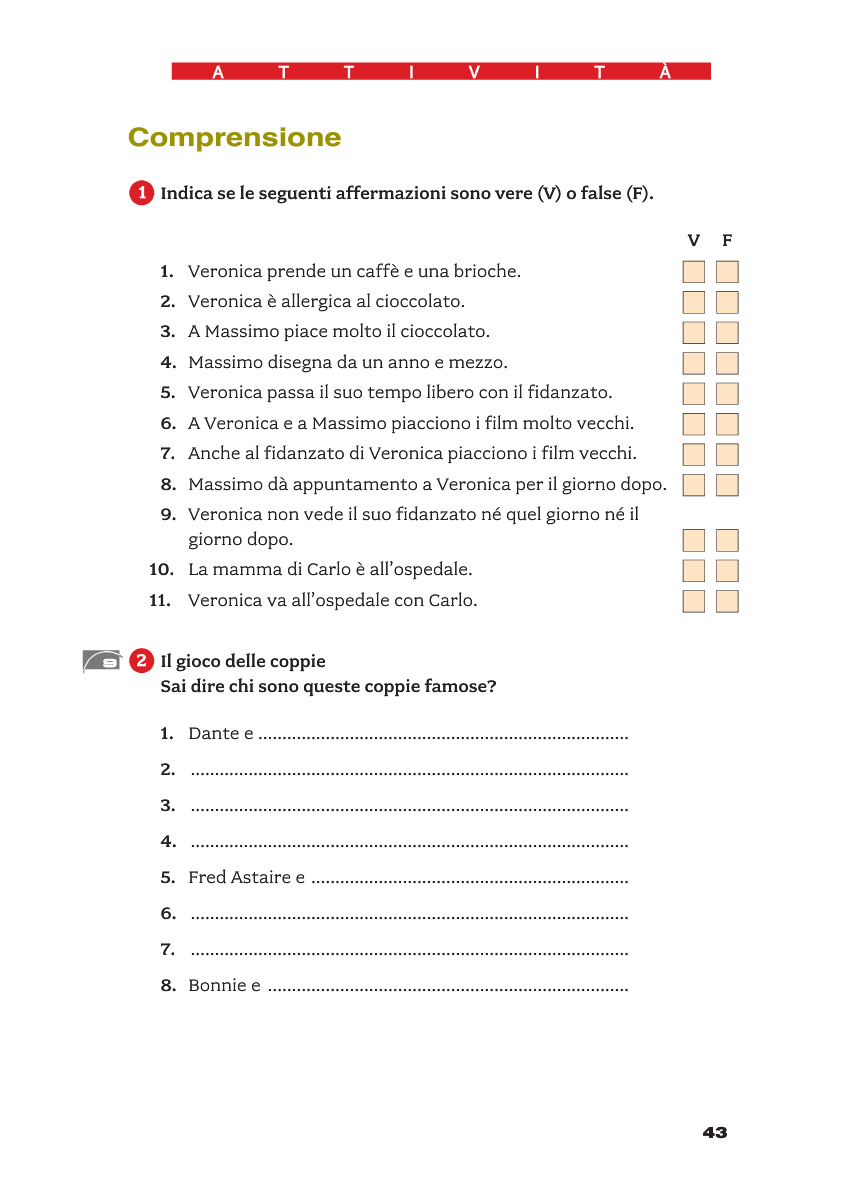 A T T I V I T À
Comprensione
1 Indica se le seguenti affermazioni sono vere (V) o false (F).
V F
1. Veronica prende un caffè e una brioche.
2. Veronica è allergica al cioccolato.
3. A Massimo piace molto il cioccolato.
4. Massimo disegna da un anno e mezzo.
5. Veronica passa il suo tempo libero con il fidanzato.
6. A Veronica e a Massimo piacciono i film molto vecchi.
7. Anche al fidanzato di Veronica piacciono i film vecchi.
8. Massimo dà appuntamento a Veronica per il giorno dopo.
9. Veronica non vede il suo fidanzato né quel giorno né il
giorno dopo.
10. La mamma di Carlo è all’ospedale.
11. Veronica va all’ospedale con Carlo.
9 2 Il gioco delle coppie
Sai dire chi sono queste coppie famose?
1. Dante e .............................................................................
2. ...........................................................................................
3. ...........................................................................................
4. ...........................................................................................
5. Fred Astaire e ..................................................................
6. ...........................................................................................
7. ...........................................................................................
8. Bonnie e ...........................................................................
43